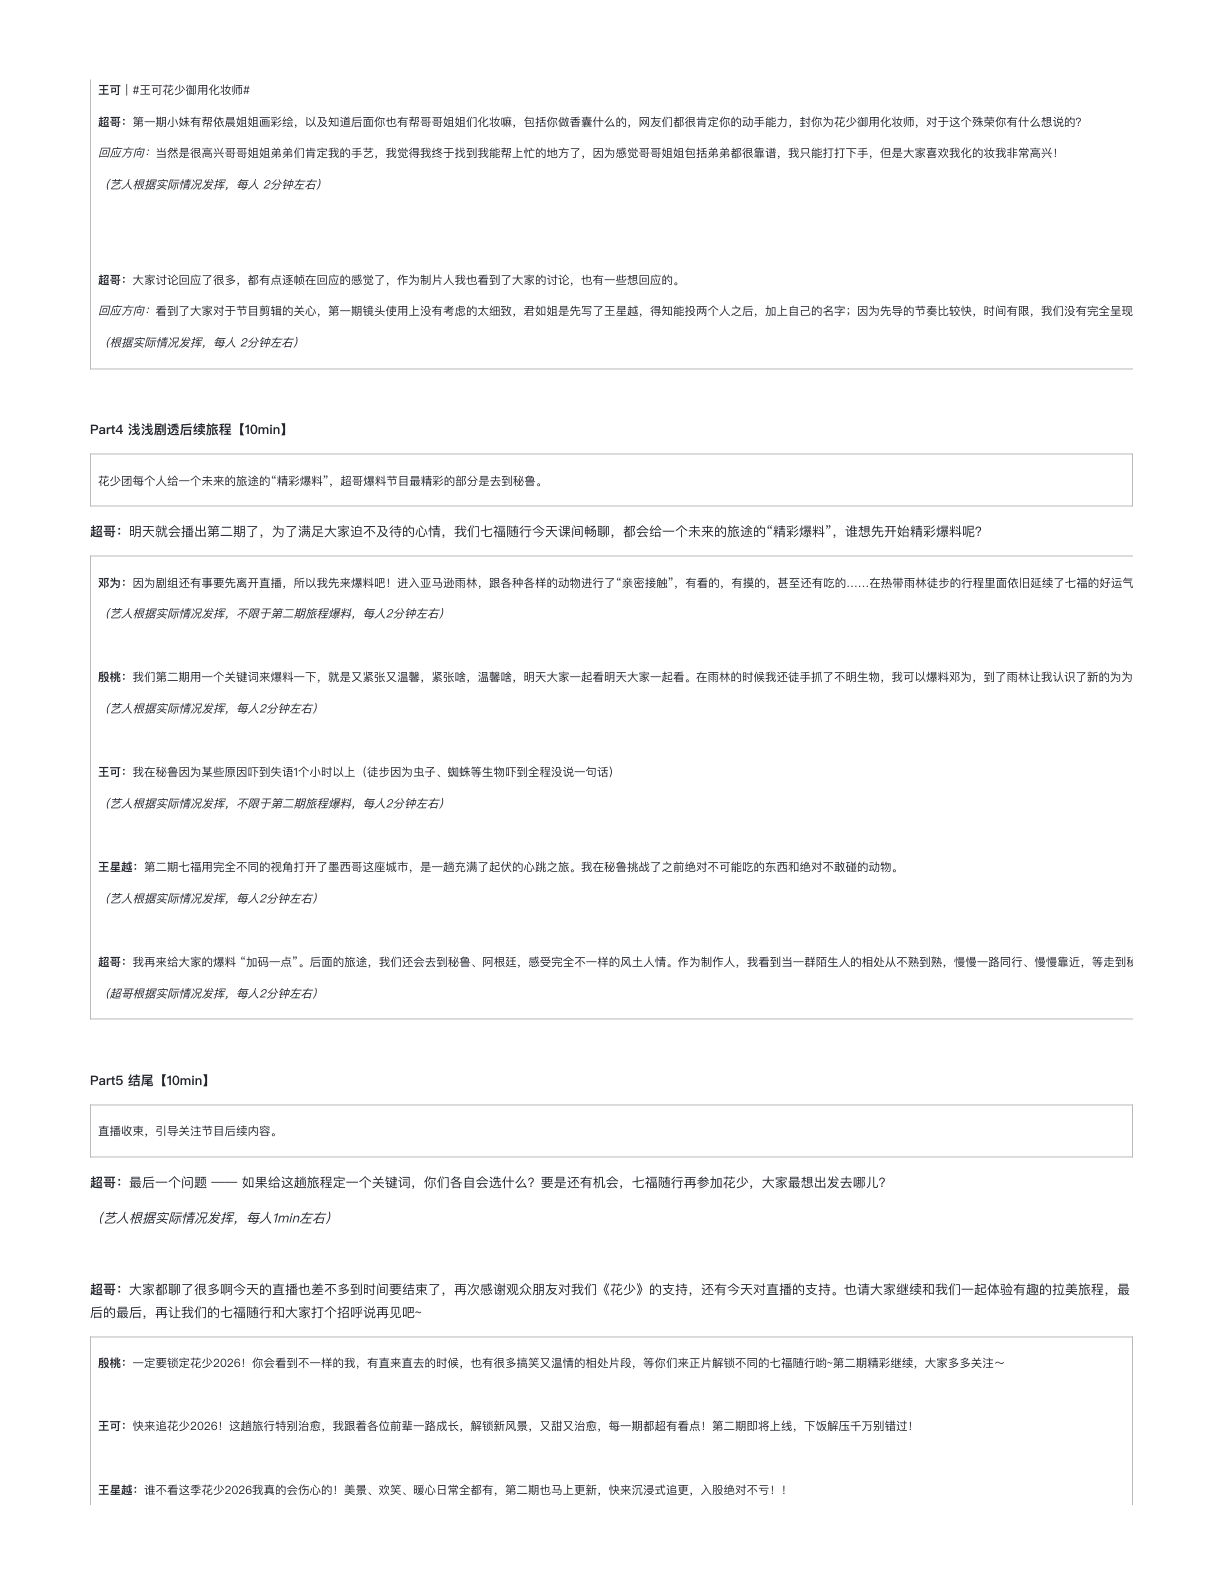 王可｜#王可花少御用化妆师#
超哥：第一期小妹有帮依晨姐姐画彩绘，以及知道后面你也有帮哥哥姐姐们化妆嘛，包括你做香囊什么的，网友们都很肯定你的动手能力，封你为花少御用化妆师，对于这个殊荣你有什么想说的？
回应方向：当然是很高兴哥哥姐姐弟弟们肯定我的手艺，我觉得我终于找到我能帮上忙的地方了，因为感觉哥哥姐姐包括弟弟都很靠谱，我只能打打下手，但是大家喜欢我化的妆我非常高兴！
（艺人根据实际情况发挥，每人 2分钟左右）
超哥：大家讨论回应了很多，都有点逐帧在回应的感觉了，作为制片人我也看到了大家的讨论，也有一些想回应的。
回应方向：看到了大家对于节目剪辑的关心，第一期镜头使用上没有考虑的太细致，君如姐是先写了王星越，得知能投两个人之后，加上自己的名字；因为先导的节奏比较快，时间有限，我们没有完全呈现
（根据实际情况发挥，每人 2分钟左右）
Part4 浅浅剧透后续旅程【10min】
花少团每个人给一个未来的旅途的“精彩爆料”，超哥爆料节目最精彩的部分是去到秘鲁。
超哥：明天就会播出第二期了，为了满足大家迫不及待的心情，我们七福随行今天课间畅聊，都会给一个未来的旅途的“精彩爆料”，谁想先开始精彩爆料呢？
邓为：因为剧组还有事要先离开直播，所以我先来爆料吧！进入亚马逊雨林，跟各种各样的动物进行了“亲密接触”，有看的，有摸的，甚至还有吃的……在热带雨林徒步的行程里面依旧延续了七福的好运气
（艺人根据实际情况发挥，不限于第二期旅程爆料，每人2分钟左右）
殷桃：我们第二期用一个关键词来爆料一下，就是又紧张又温馨，紧张啥，温馨啥，明天大家一起看明天大家一起看。在雨林的时候我还徒手抓了不明生物，我可以爆料邓为，到了雨林让我认识了新的为为
（艺人根据实际情况发挥，每人2分钟左右）
王可：我在秘鲁因为某些原因吓到失语1个小时以上（徒步因为虫子、蜘蛛等生物吓到全程没说一句话）
（艺人根据实际情况发挥，不限于第二期旅程爆料，每人2分钟左右）
王星越：第二期七福用完全不同的视角打开了墨西哥这座城市，是一趟充满了起伏的心跳之旅。我在秘鲁挑战了之前绝对不可能吃的东西和绝对不敢碰的动物。
（艺人根据实际情况发挥，每人2分钟左右）
超哥：我再来给大家的爆料 “加码一点”。后面的旅途，我们还会去到秘鲁、阿根廷，感受完全不一样的风土人情。作为制作人，我看到当一群陌生人的相处从不熟到熟，慢慢一路同行、慢慢靠近，等走到
（超哥根据实际情况发挥，每人2分钟左右）
Part5 结尾【10min】
直播收束，引导关注节目后续内容。
超哥：最后一个问题 —— 如果给这趟旅程定一个关键词，你们各自会选什么？要是还有机会，七福随行再参加花少，大家最想出发去哪儿？
（艺人根据实际情况发挥，每人1min左右）
超哥：大家都聊了很多啊今天的直播也差不多到时间要结束了，再次感谢观众朋友对我们《花少》的支持，还有今天对直播的支持。也请大家继续和我们一起体验有趣的拉美旅程，最
后的最后，再让我们的七福随行和大家打个招呼说再见吧~
殷桃：一定要锁定花少2026！你会看到不一样的我，有直来直去的时候，也有很多搞笑又温情的相处片段，等你们来正片解锁不同的七福随行哟~第二期精彩继续，大家多多关注～
王可：快来追花少2026！这趟旅行特别治愈，我跟着各位前辈一路成长，解锁新风景，又甜又治愈，每一期都超有看点！第二期即将上线，下饭解压千万别错过！
王星越：谁不看这季花少2026我真的会伤心的！美景、欢笑、暖心日常全都有，第二期也马上更新，快来沉浸式追更，入股绝对不亏！！